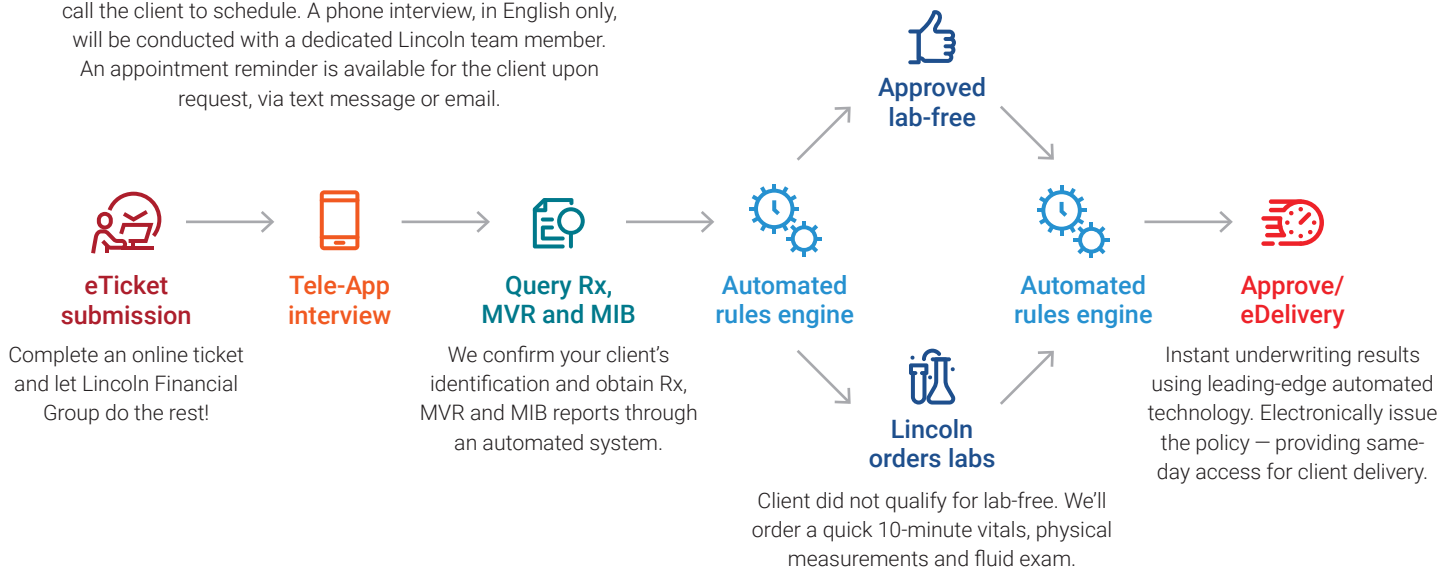 call the client to schedule. A phone interview, in English only,
will be conducted with a dedicated Lincoln team member.
An appointment reminder is available for the client upon
request, via text message or email.
Approved
lab-free
eTicket
submission
Complete an online ticket
and let Lincoln Financial
Group do the rest!
Tele-App
interview
Query Rx,
MVR and MIB
We confirm your client’s
identification and obtain Rx,
MVR and MIB reports through
an automated system.
Automated
rules engine
Lincoln
orders labs
Client did not qualify for lab-free. We’ll
order a quick 10-minute vitals, physical
measurements and fluid exam.
Automated
rules engine
Approve/
eDelivery
Instant underwriting results
using leading-edge automated
technology. Electronically issue
the policy — providing same-
day access for client delivery.